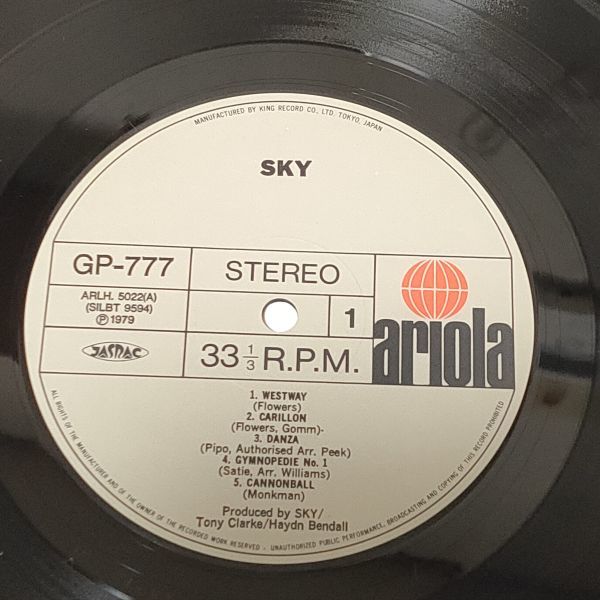 MANUFACTURED BY KING RECORD CO., LTD. TOKYO, JAPAN
SKY
GP-777
STEREO
ARLH. 5022(A)
(SILBT 9594)
Ⓟ 1979
1
JASRAC
33 1/3 R.P.M.
ariola
1. WESTWAY
(Flowers)
2. CARILLON
(Flowers, Gomm)-
3. DANZA
(Pipo, Authorised Arr. Peek)
4. GYMNOPEDIE No. 1
(Satie, Arr. Williams)
5. CANNONBALL
(Monkman)
Produced by SKY/
Tony Clarke/Haydn Bendall
ALL RIGHTS OF THE MANUFACTURER AND OF THE OWNER OF THE RECORDED WORK RESERVED - UNAUTHORIZED PUBLIC PERFORMANCE, BROADCASTING AND COPYING OF THIS RECORD PROHIBITED